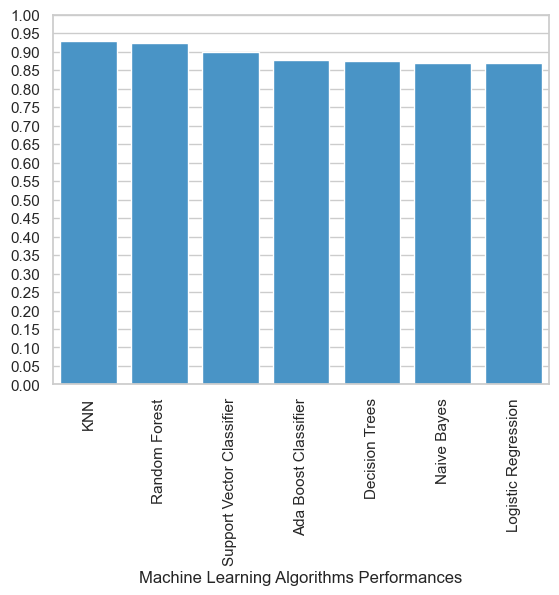 1.00
0.95
0.90
0.85
0.80
0.75
0.70
0.65
0.60
0.55
0.50
0.45
0.40
0.35
0.30
0.25
0.20
0.15
0.10
0.05
0.00
KNN
Random Forest
Support Vector Classifier
Ada Boost Classifier
Decision Trees
Naive Bayes
Logistic Regression
Machine Learning Algorithms Performances